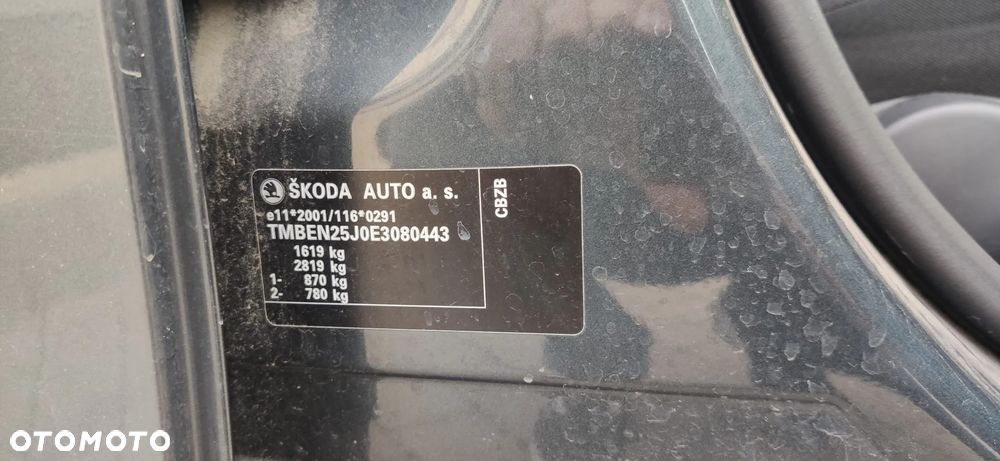 ŠKODA AUTO a. s.
e11*2001/116*0291
TMBEN25J0E3080443
1619 kg
2819 kg
1- 870 kg
2- 780 kg
CBZB
OTOMOTO